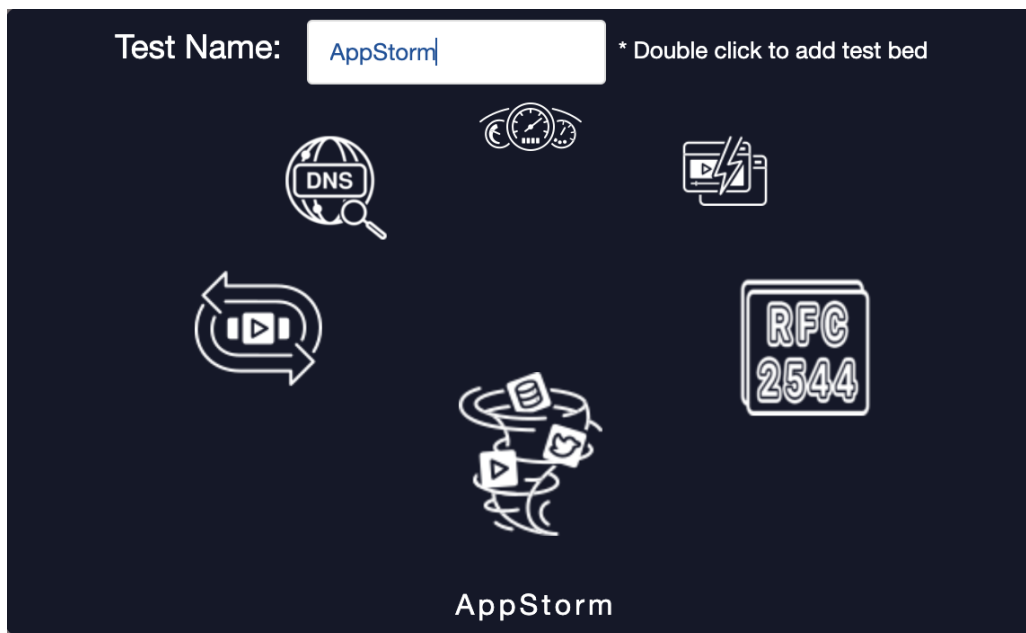 Test Name: AppStorm * Double click to add test bed
DNS
RFC
2544
AppStorm